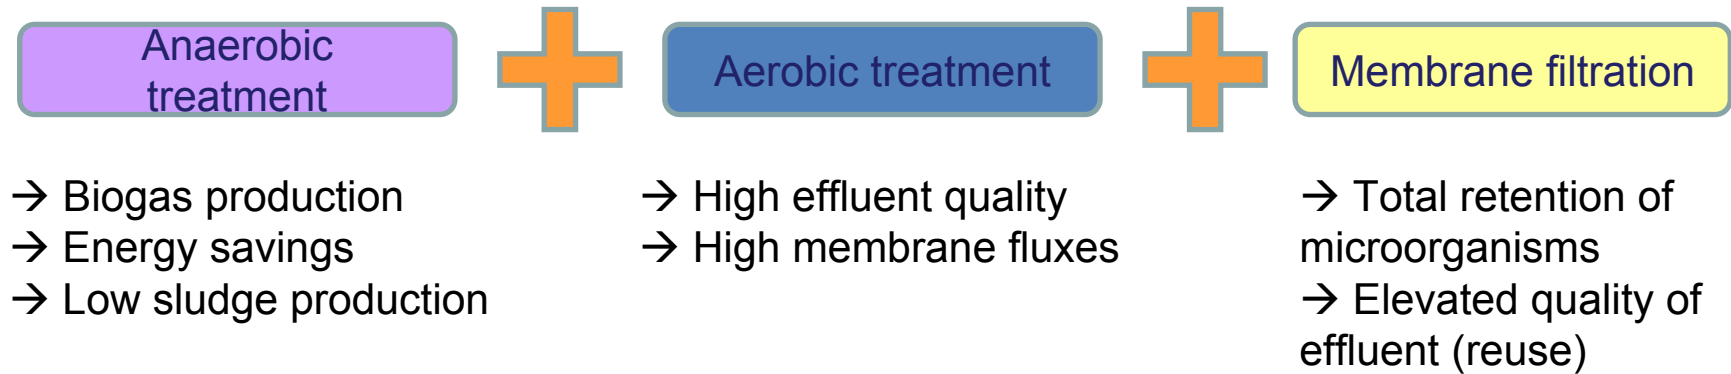 Anaerobic
treatment
Aerobic treatment
Membrane filtration
→ Biogas production
→ Energy savings
→ Low sludge production
→ High effluent quality
→ High membrane fluxes
→ Total retention of
microorganisms
→ Elevated quality of
effluent (reuse)